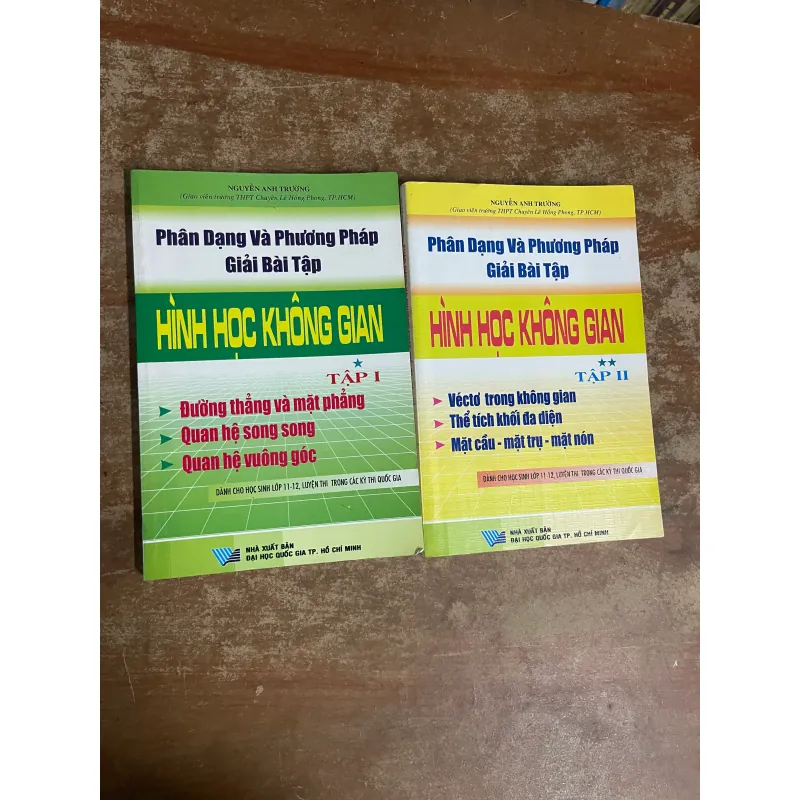 NGUYỄN ANH TRƯỜNG
(Giáo viên trường THPT Chuyên Lê Hồng Phong, TP.HCM)
Phân Dạng Và Phương Pháp
Giải Bài Tập
HÌNH HỌC KHÔNG GIAN
TẬP I
Đường thẳng và mặt phẳng
Quan hệ song song
Quan hệ vuông góc
DÀNH CHO HỌC SINH LỚP 11-12, LUYỆN THI TRONG CÁC KỲ THI QUỐC GIA
NHÀ XUẤT BẢN
ĐẠI HỌC QUỐC GIA TP. HỒ CHÍ MINH
NGUYỄN ANH TRƯỜNG
(Giáo viên trường THPT Chuyên Lê Hồng Phong, TP.HCM)
Phân Dạng Và Phương Pháp
Giải Bài Tập
HÌNH HỌC KHÔNG GIAN
TẬP II
Véctơ trong không gian
Thể tích khối đa diện
Mặt cầu - mặt trụ - mặt nón
DÀNH CHO HỌC SINH LỚP 11-12, LUYỆN THI TRONG CÁC KỲ THI QUỐC GIA
NHÀ XUẤT BẢN
ĐẠI HỌC QUỐC GIA TP. HỒ CHÍ MINH